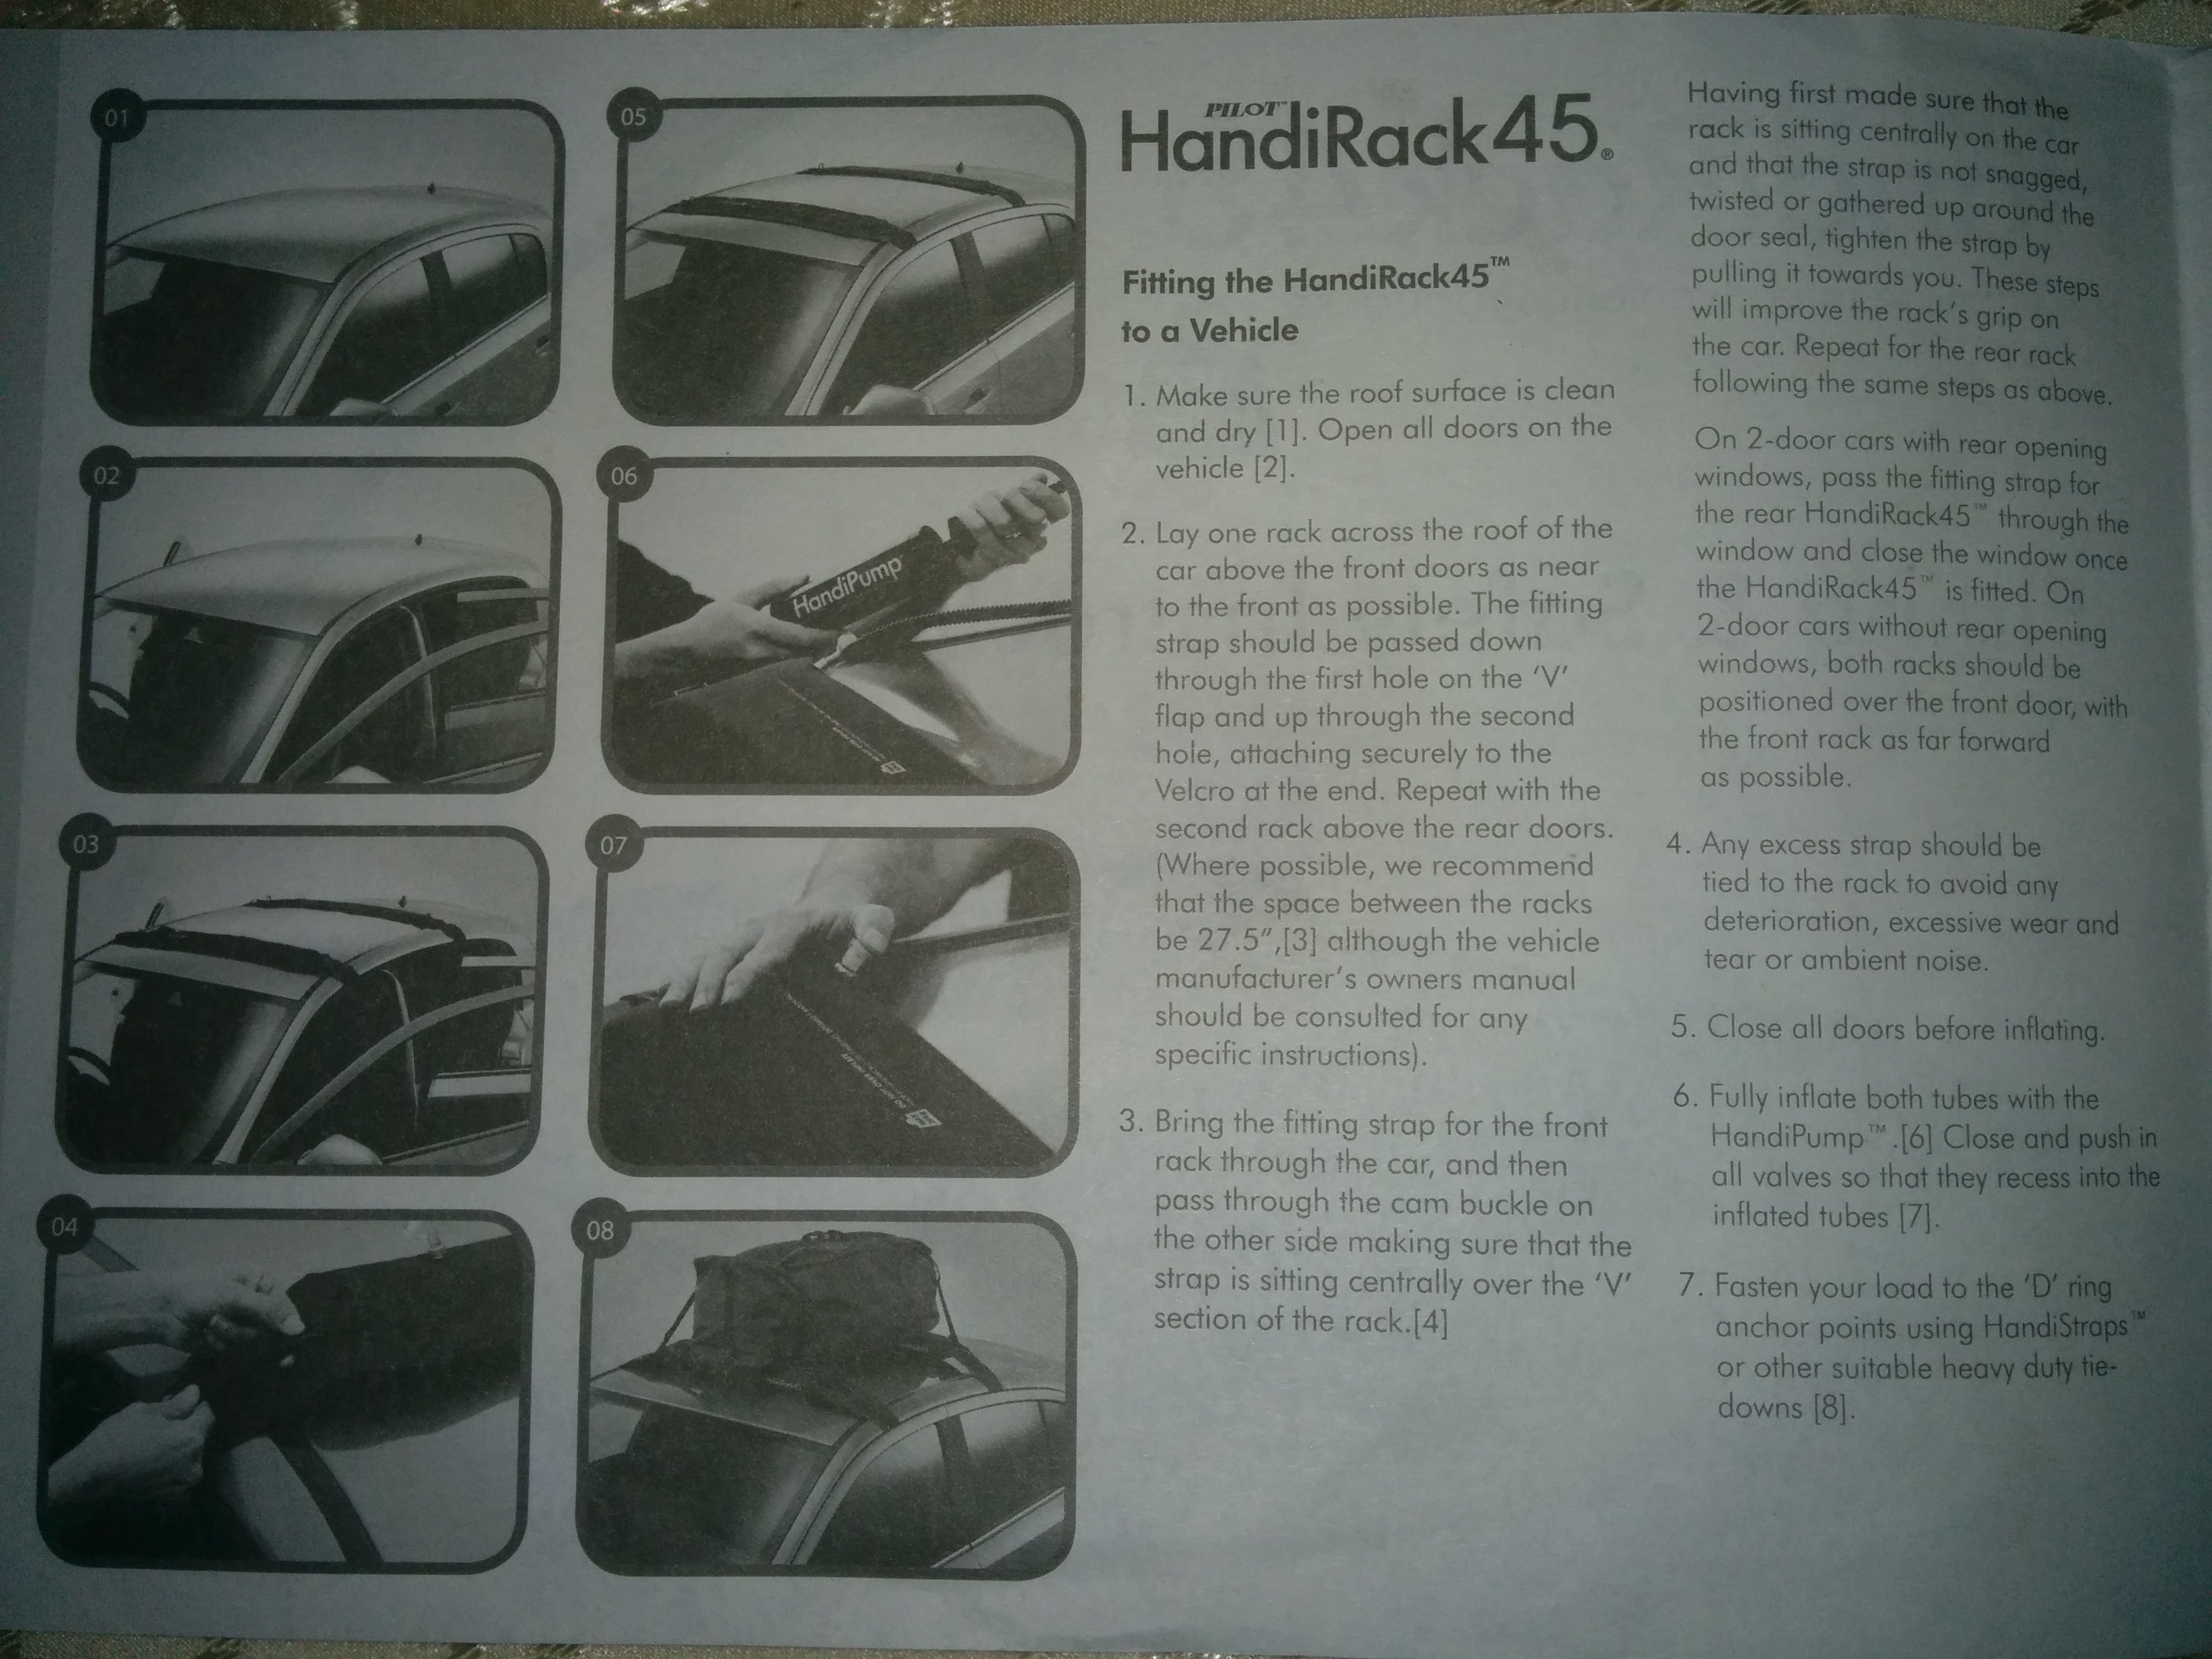 01
05
02
06
HandiPump
03
07
04
08
PILOT™
HandiRack45®
Fitting the HandiRack45™
to a Vehicle
1. Make sure the roof surface is clean
and dry [1]. Open all doors on the
vehicle [2].
2. Lay one rack across the roof of the
car above the front doors as near
to the front as possible. The fitting
strap should be passed down
through the first hole on the ‘V’
flap and up through the second
hole, attaching securely to the
Velcro at the end. Repeat with the
second rack above the rear doors.
(Where possible, we recommend
that the space between the racks
be 27.5”,[3] although the vehicle
manufacturer’s owners manual
should be consulted for any
specific instructions).
3. Bring the fitting strap for the front
rack through the car, and then
pass through the cam buckle on
the other side making sure that the
strap is sitting centrally over the ‘V’
section of the rack.[4]
Having first made sure that the
rack is sitting centrally on the car
and that the strap is not snagged,
twisted or gathered up around the
door seal, tighten the strap by
pulling it towards you. These steps
will improve the rack’s grip on
the car. Repeat for the rear rack
following the same steps as above.
On 2-door cars with rear opening
windows, pass the fitting strap for
the rear HandiRack45™ through the
window and close the window once
the HandiRack45™ is fitted. On
2-door cars without rear opening
windows, both racks should be
positioned over the front door, with
the front rack as far forward
as possible.
4. Any excess strap should be
tied to the rack to avoid any
deterioration, excessive wear and
tear or ambient noise.
5. Close all doors before inflating.
6. Fully inflate both tubes with the
HandiPump™.[6] Close and push in
all valves so that they recess into the
inflated tubes [7].
7. Fasten your load to the ‘D’ ring
anchor points using HandiStraps™
or other suitable heavy duty tie-
downs [8].